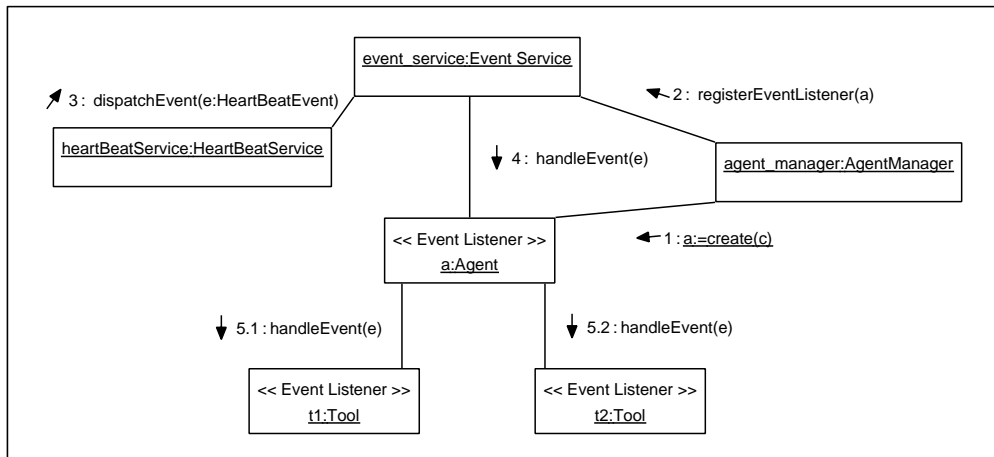 event_service:Event Service
3: dispatchEvent(e:HeartBeatEvent)
2: registerEventListener(a)
heartBeatService:HeartBeatService
4: handleEvent(e)
agent_manager:AgentManager
<< Event Listener >>
a:Agent
1: a:=create(c)
5.1: handleEvent(e)
5.2: handleEvent(e)
<< Event Listener >>
t1:Tool
<< Event Listener >>
t2:Tool